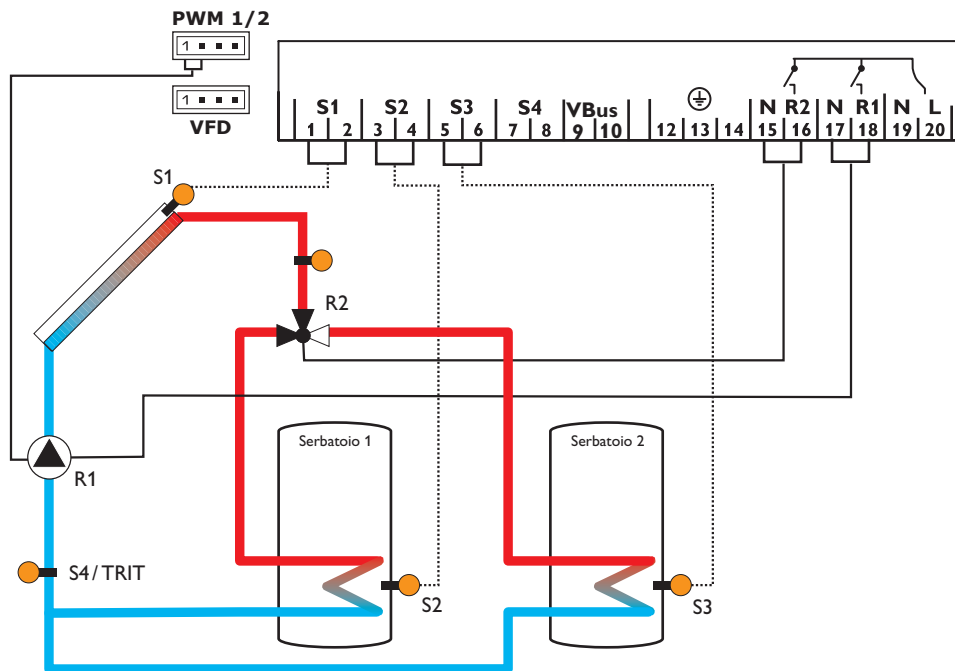 PWM 1/2
1
1
VFD
S1 S2 S3 S4 VBus N R2 N R1 N L
1 2 3 4 5 6 7 8 9 10 12 13 14 15 16 17 18 19 20
S1
R2
Serbatoio 1
Serbatoio 2
R1
S4/TRIT
S2
S3